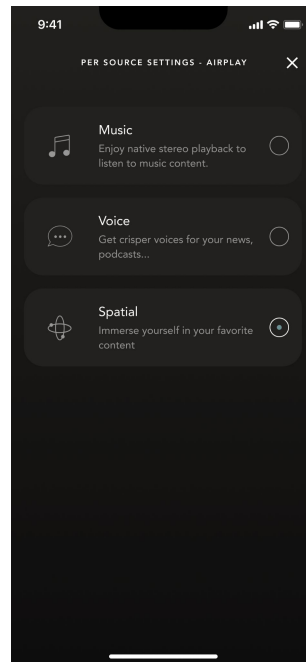 9:41
PER SOURCE SETTINGS - AIRPLAY
Music
Enjoy native stereo playback to
listen to music content.
Voice
Get crisper voices for your news,
podcasts...
Spatial
Immerse yourself in your favorite
content